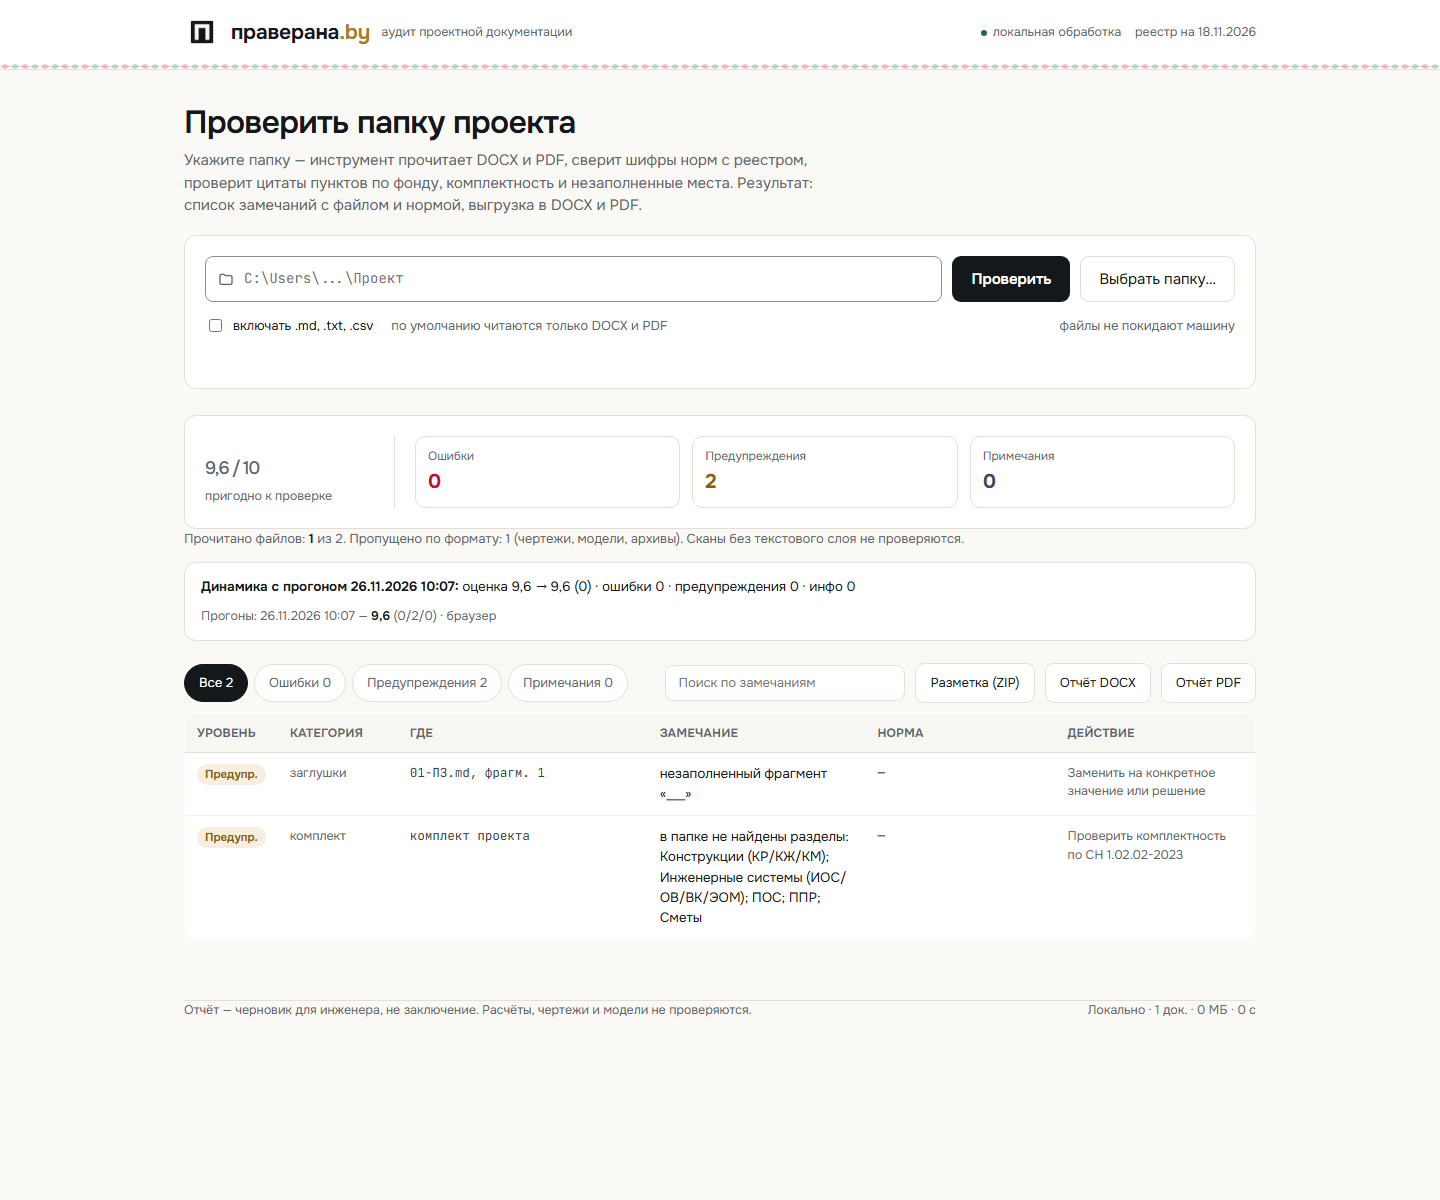 праверана.by аудит проектной документации
локальная обработка реестр на 18.11.2026
Проверить папку проекта
Укажите папку — инструмент прочитает DOCX и PDF, сверит шифры норм с реестром,
проверит цитаты пунктов по фонду, комплектность и незаполненные места. Результат:
список замечаний с файлом и нормой, выгрузка в DOCX и PDF.
C:\Users\...\Проект
Проверить
Выбрать папку...
включать .md, .txt, .csv по умолчанию читаются только DOCX и PDF
файлы не покидают машину
9,6 / 10
пригодно к проверке
Ошибки
0
Предупреждения
2
Примечания
0
Прочитано файлов: 1 из 2. Пропущено по формату: 1 (чертежи, модели, архивы). Сканы без текстового слоя не проверяются.
Динамика с прогоном 26.11.2026 10:07: оценка 9,6 → 9,6 (0) · ошибки 0 · предупреждения 0 · инфо 0
Прогоны: 26.11.2026 10:07 — 9,6 (0/2/0) · браузер
Все 2
Ошибки 0
Предупреждения 2
Примечания 0
Поиск по замечаниям
Разметка (ZIP)
Отчёт DOCX
Отчёт PDF
УРОВЕНЬ КАТЕГОРИЯ ГДЕ ЗАМЕЧАНИЕ НОРМА ДЕЙСТВИЕ
Предупр.
заглушки
01-ПЗ.md, фрагм. 1
незаполненный фрагмент
«___»
—
Заменить на конкретное
значение или решение
Предупр.
комплект
комплект проекта
в папке не найдены разделы:
Конструкции (КР/КЖ/КМ);
Инженерные системы (ИОС/
ОВ/ВК/ЭОМ); ПОС; ППР;
Сметы
—
Проверить комплектность
по СН 1.02.02-2023
Отчёт — черновик для инженера, не заключение. Расчёты, чертежи и модели не проверяются.
Локально · 1 док. · 0 МБ · 0 с